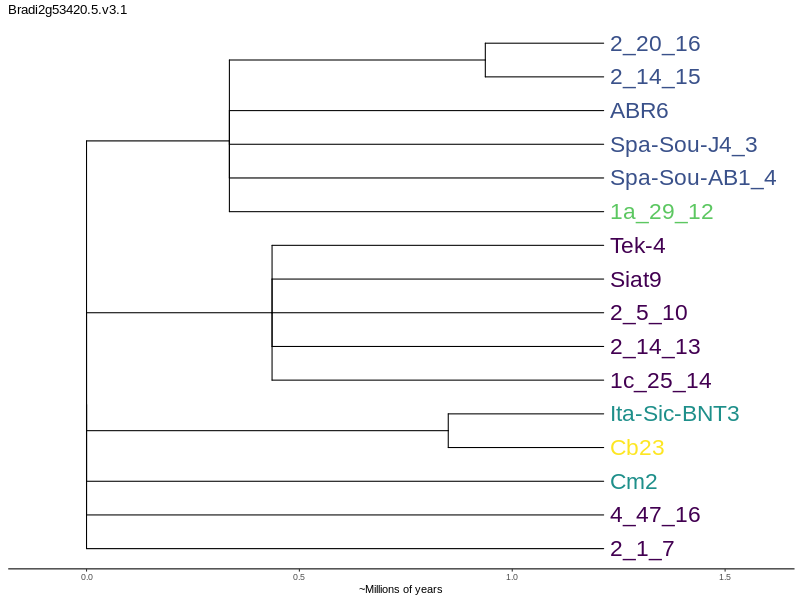 Bradi2g53420.5.v3.1
2_20_16
2_14_15
ABR6
Spa-Sou-J4_3
Spa-Sou-AB1_4
1a_29_12
Tek-4
Siat9
2_5_10
2_14_13
1c_25_14
Ita-Sic-BNT3
Cb23
Cm2
4_47_16
2_1_7
0.0 0.5 1.0 1.5
~Millions of years